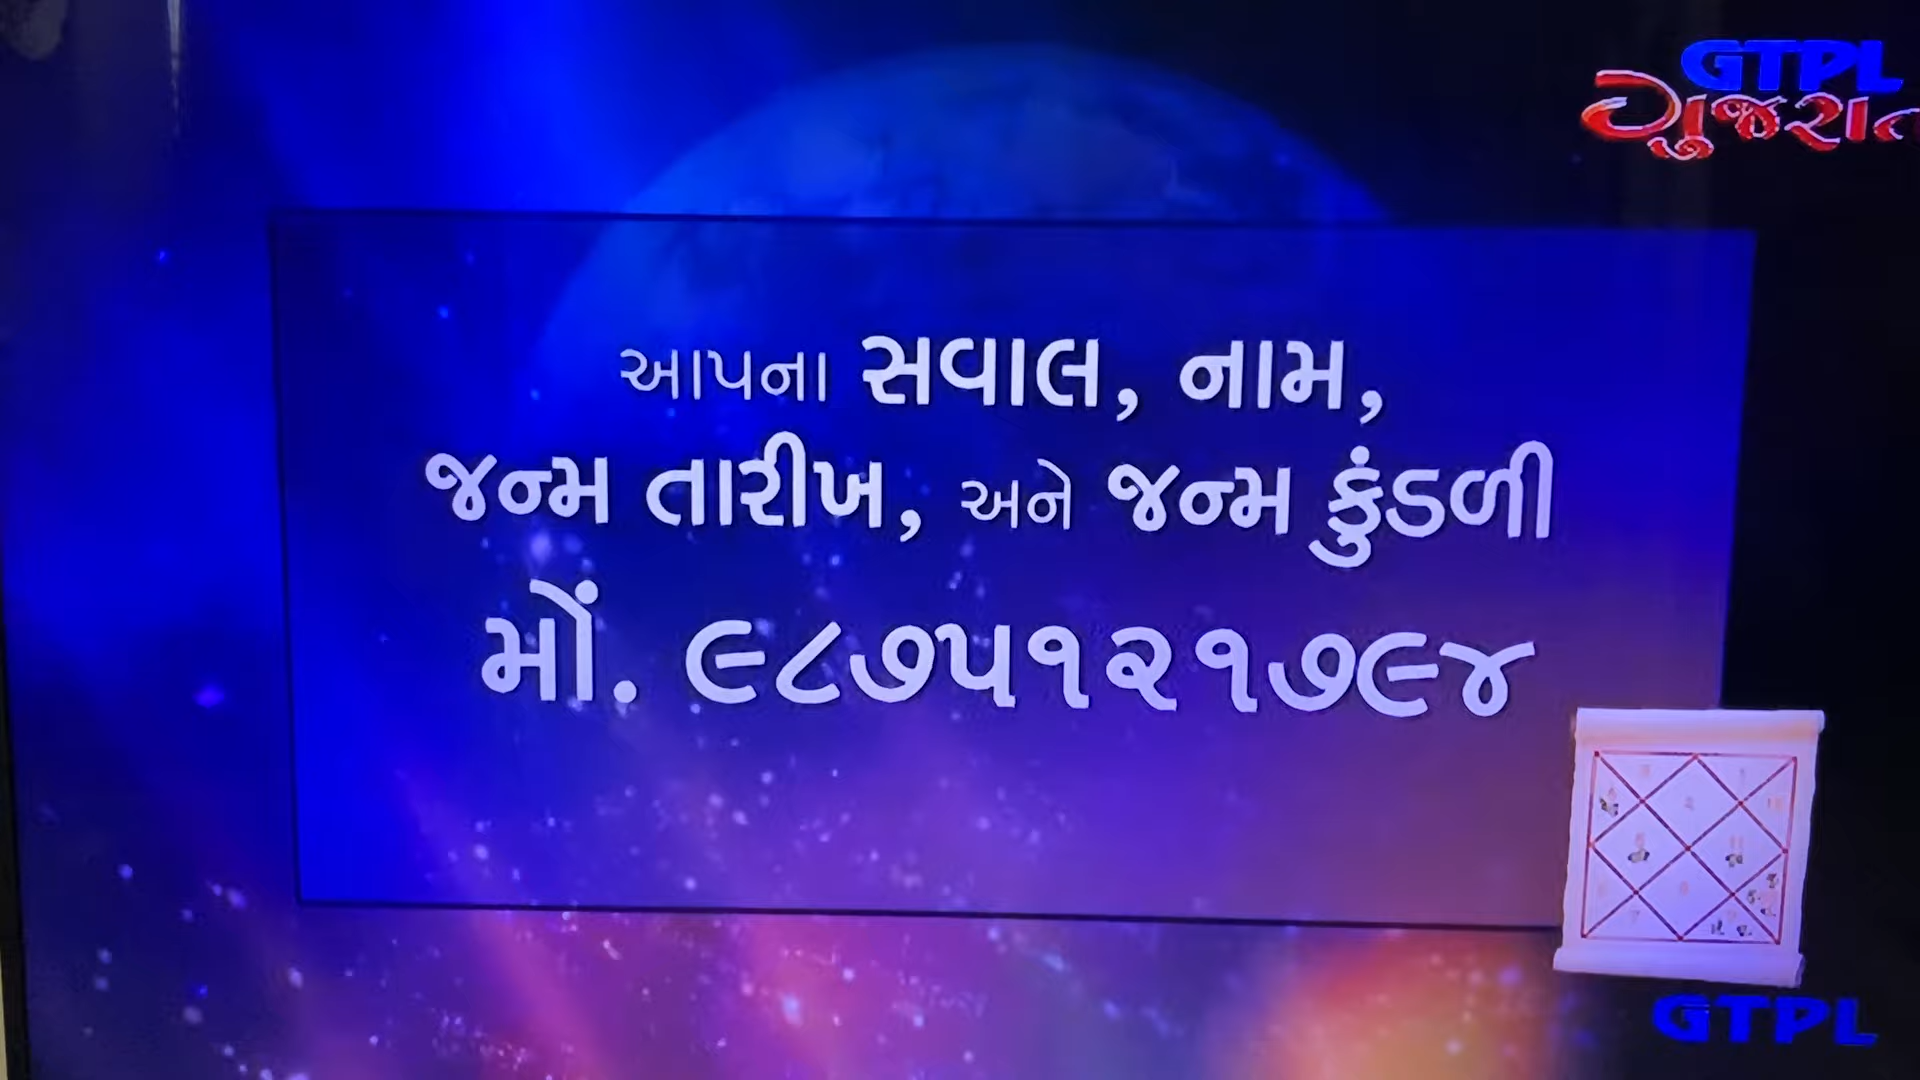 GTPL
ગુજરાત
આપના સવાલ, નામ,
જન્મ તારીખ, અને જન્મ કુંડળી
મોં. ૯૮૭૫૧૨૧૭૯૪
GTPL